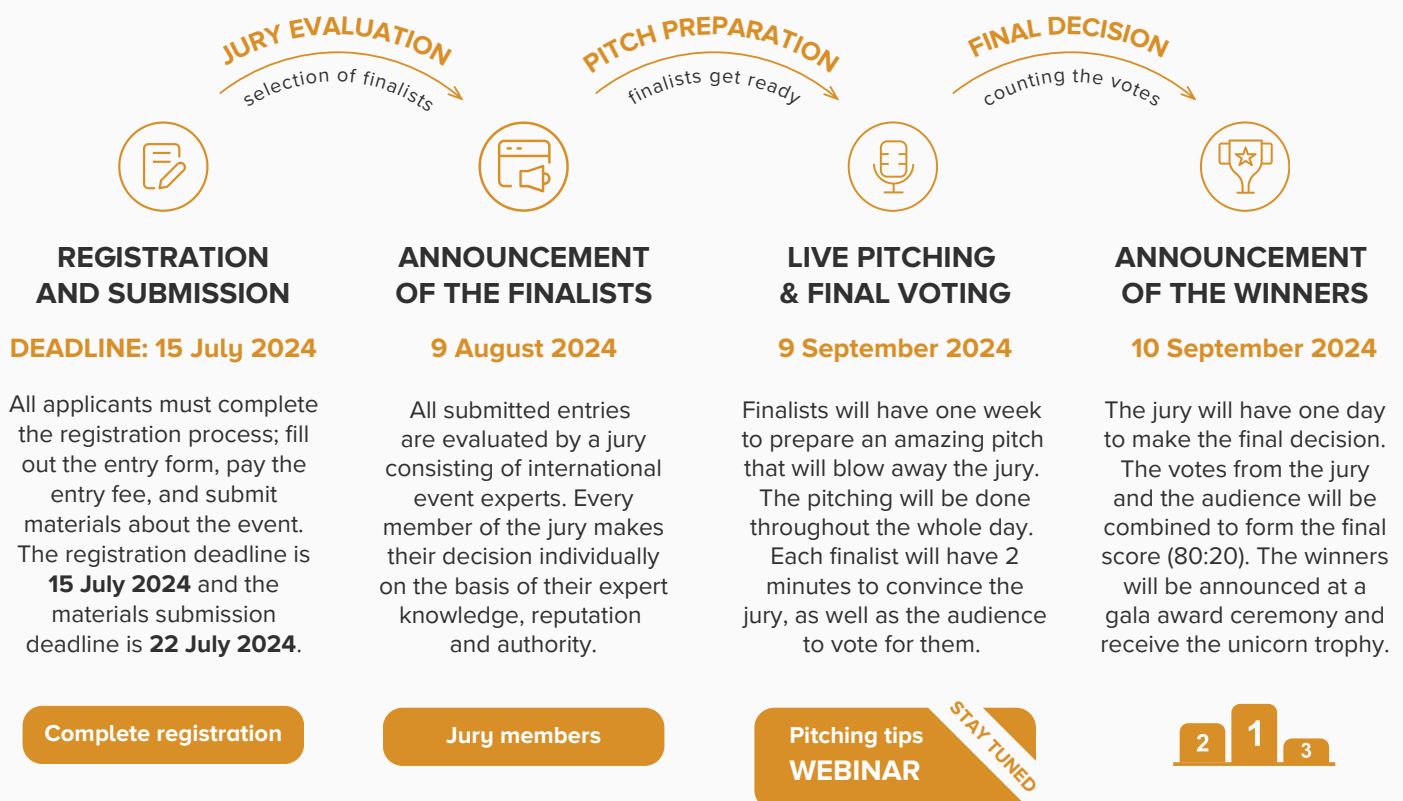 JURY EVALUATION
selection of finalists
PITCH PREPARATION
finalists get ready
FINAL DECISION
counting the votes
REGISTRATION
AND SUBMISSION
DEADLINE: 15 July 2024
All applicants must complete
the registration process; fill
out the entry form, pay the
entry fee, and submit
materials about the event.
The registration deadline is
15 July 2024 and the
materials submission
deadline is 22 July 2024.
Complete registration
ANNOUNCEMENT
OF THE FINALISTS
9 August 2024
All submitted entries
are evaluated by a jury
consisting of international
event experts. Every
member of the jury makes
their decision individually
on the basis of their expert
knowledge, reputation
and authority.
Jury members
LIVE PITCHING
& FINAL VOTING
9 September 2024
Finalists will have one week
to prepare an amazing pitch
that will blow away the jury.
The pitching will be done
throughout the whole day.
Each finalist will have 2
minutes to convince the
jury, as well as the audience
to vote for them.
Pitching tips
WEBINAR
STAY TUNED
ANNOUNCEMENT
OF THE WINNERS
10 September 2024
The jury will have one day
to make the final decision.
The votes from the jury
and the audience will be
combined to form the final
score (80:20). The winners
will be announced at a
gala award ceremony and
receive the unicorn trophy.
2 1 3